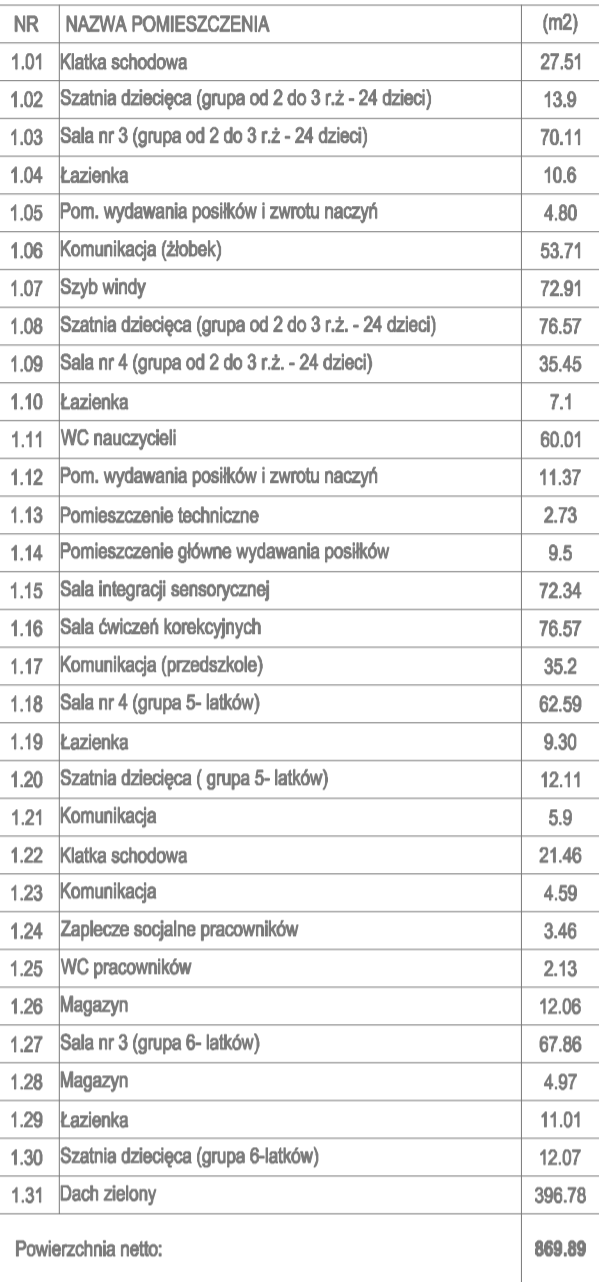 NR NAZWA POMIESZCZENIA (m2)
1.01 Klatka schodowa 27.51
1.02 Szatnia dziecięca (grupa od 2 do 3 r.ż - 24 dzieci) 13.9
1.03 Sala nr 3 (grupa od 2 do 3 r.ż - 24 dzieci) 70.11
1.04 Łazienka 10.6
1.05 Pom. wydawania posiłków i zwrotu naczyń 4.80
1.06 Komunikacja (żłobek) 53.71
1.07 Szyb windy 72.91
1.08 Szatnia dziecięca (grupa od 2 do 3 r.ż. - 24 dzieci) 76.57
1.09 Sala nr 4 (grupa od 2 do 3 r.ż. - 24 dzieci) 35.45
1.10 Łazienka 7.1
1.11 WC nauczycieli 60.01
1.12 Pom. wydawania posiłków i zwrotu naczyń 11.37
1.13 Pomieszczenie techniczne 2.73
1.14 Pomieszczenie główne wydawania posiłków 9.5
1.15 Sala integracji sensorycznej 72.34
1.16 Sala ćwiczeń korekcyjnych 76.57
1.17 Komunikacja (przedszkole) 35.2
1.18 Sala nr 4 (grupa 5- latków) 62.59
1.19 Łazienka 9.30
1.20 Szatnia dziecięca ( grupa 5- latków) 12.11
1.21 Komunikacja 5.9
1.22 Klatka schodowa 21.46
1.23 Komunikacja 4.59
1.24 Zaplecze socjalne pracowników 3.46
1.25 WC pracowników 2.13
1.26 Magazyn 12.06
1.27 Sala nr 3 (grupa 6- latków) 67.86
1.28 Magazyn 4.97
1.29 Łazienka 11.01
1.30 Szatnia dziecięca (grupa 6-latków) 12.07
1.31 Dach zielony 396.78
Powierzchnia netto: 869.89